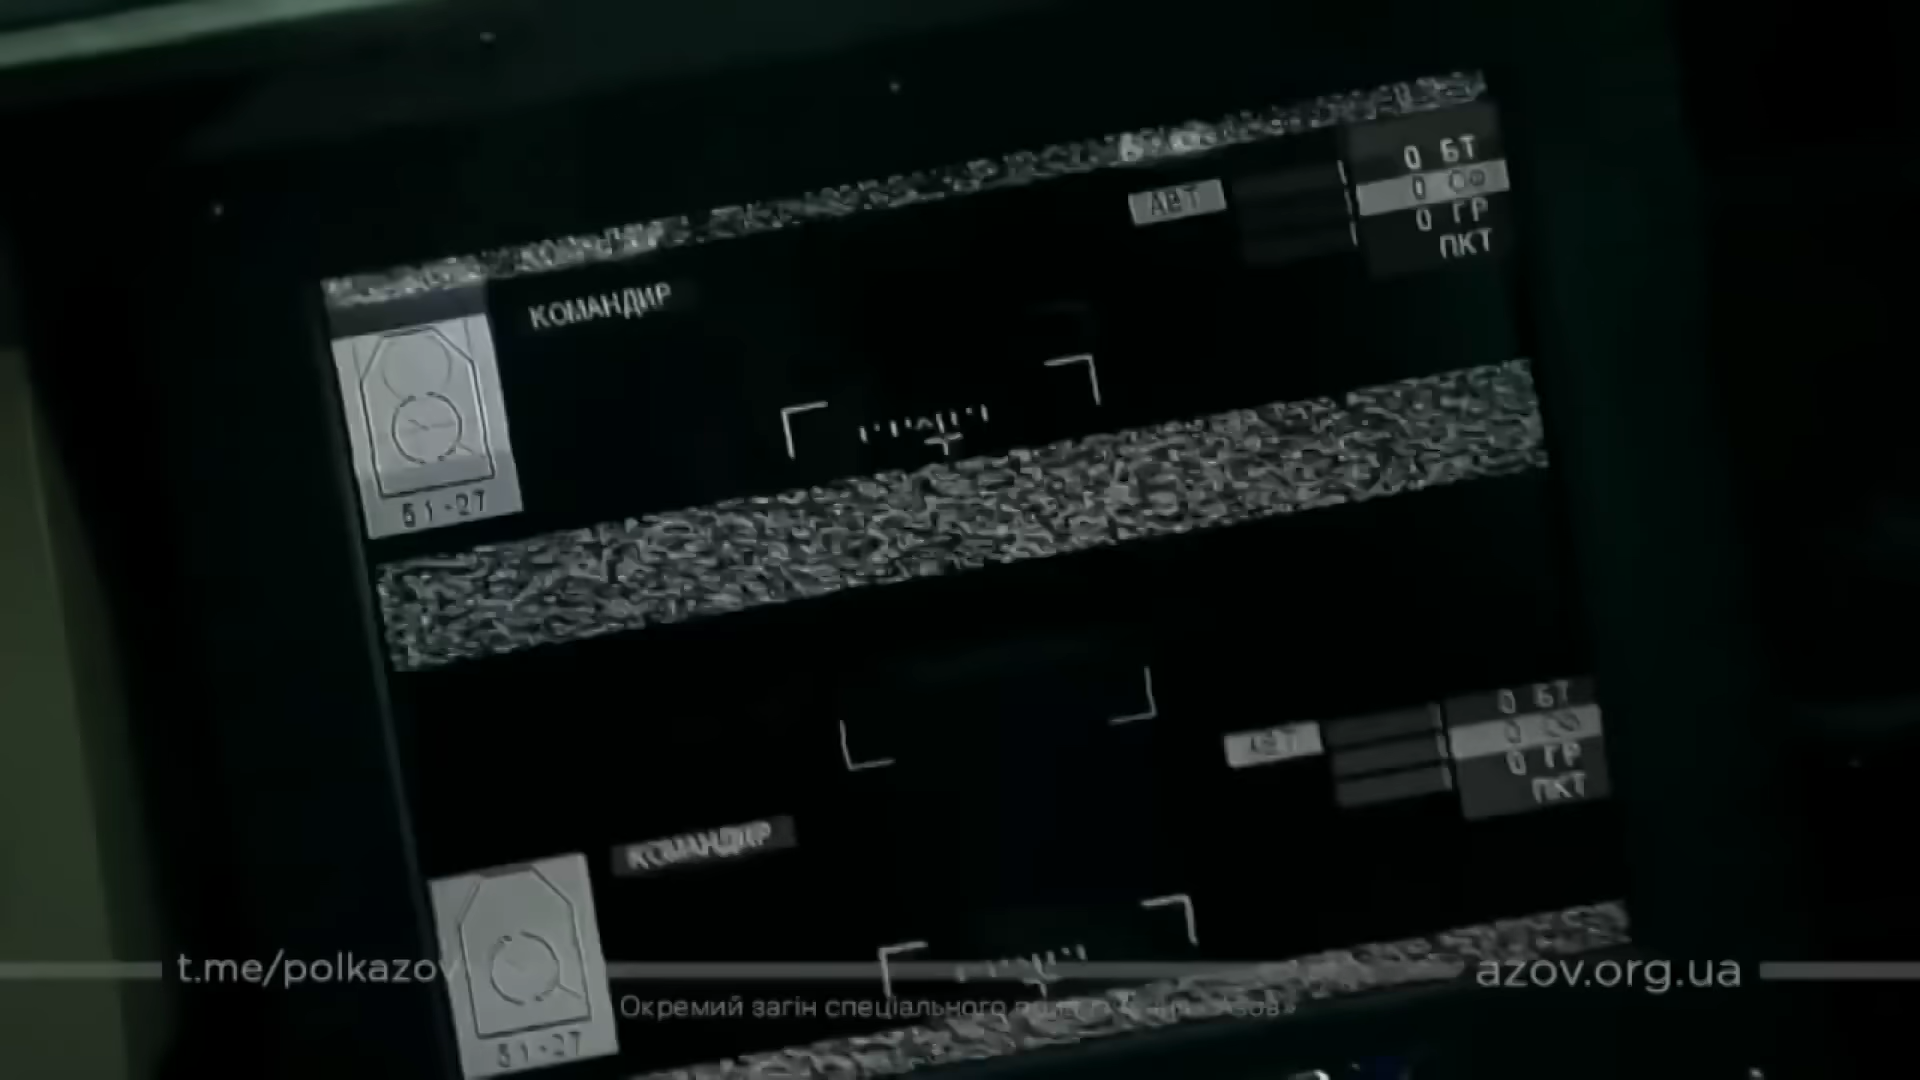 0 БТ
АВТ 0 ОФ
0 ГР
ПКТ
КОМАНДИР
51-27
0 БТ
АВТ 0 ОФ
0 ГР
ПКТ
КОМАНДИР
t.me/polkazov
azov.org.ua
Окремий загін спеціального
51-27